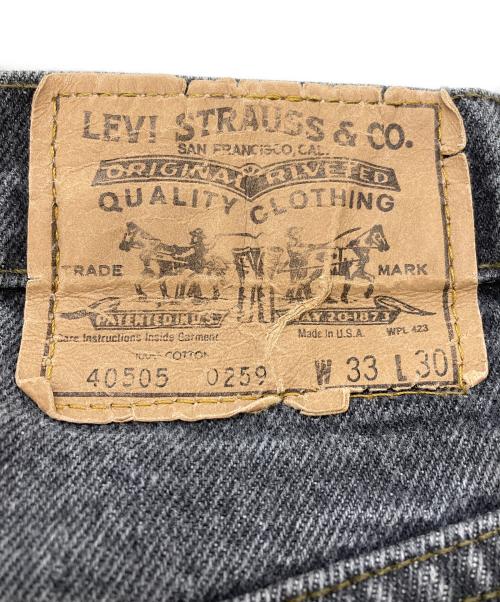 LEVI STRAUSS & CO.
SAN FRANCISCO, CAL.
ORIGINAL RIVETED
QUALITY CLOTHING
TRADE MARK
PATENTED IN U.S. MAY 20 1873
Care Instructions Inside Garment Made in U.S.A. WPL 423
100% COTTON
40505 0259 W 33 L 30